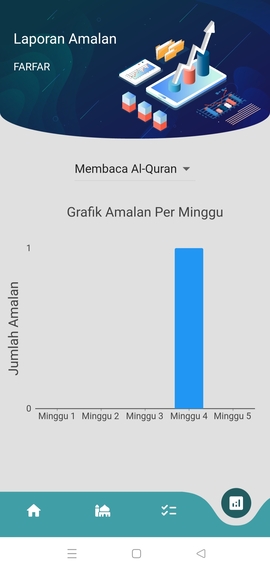 Laporan Amalan
FARFAR
Membaca Al-Quran
Grafik Amalan Per Minggu
Jumlah Amalan
1
0
Minggu 1 Minggu 2 Minggu 3 Minggu 4 Minggu 5